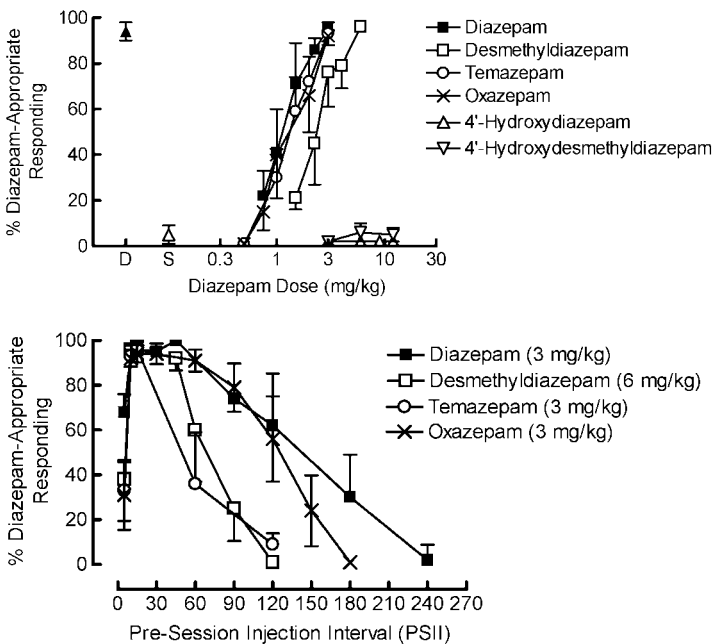 % Diazepam-Appropriate
Responding
100
80
60
40
20
0
D
S
0.3
1
3
10
30
Diazepam Dose (mg/kg)
Diazepam
Desmethyldiazepam
Temazepam
Oxazepam
4'-Hydroxydiazepam
4'-Hydroxydesmethyldiazepam
% Diazepam-Appropriate
Responding
100
80
60
40
20
0
0
30
60
90
120
150
180
210
240
270
Pre-Session Injection Interval (PSII)
Diazepam (3 mg/kg)
Desmethyldiazepam (6 mg/kg)
Temazepam (3 mg/kg)
Oxazepam (3 mg/kg)